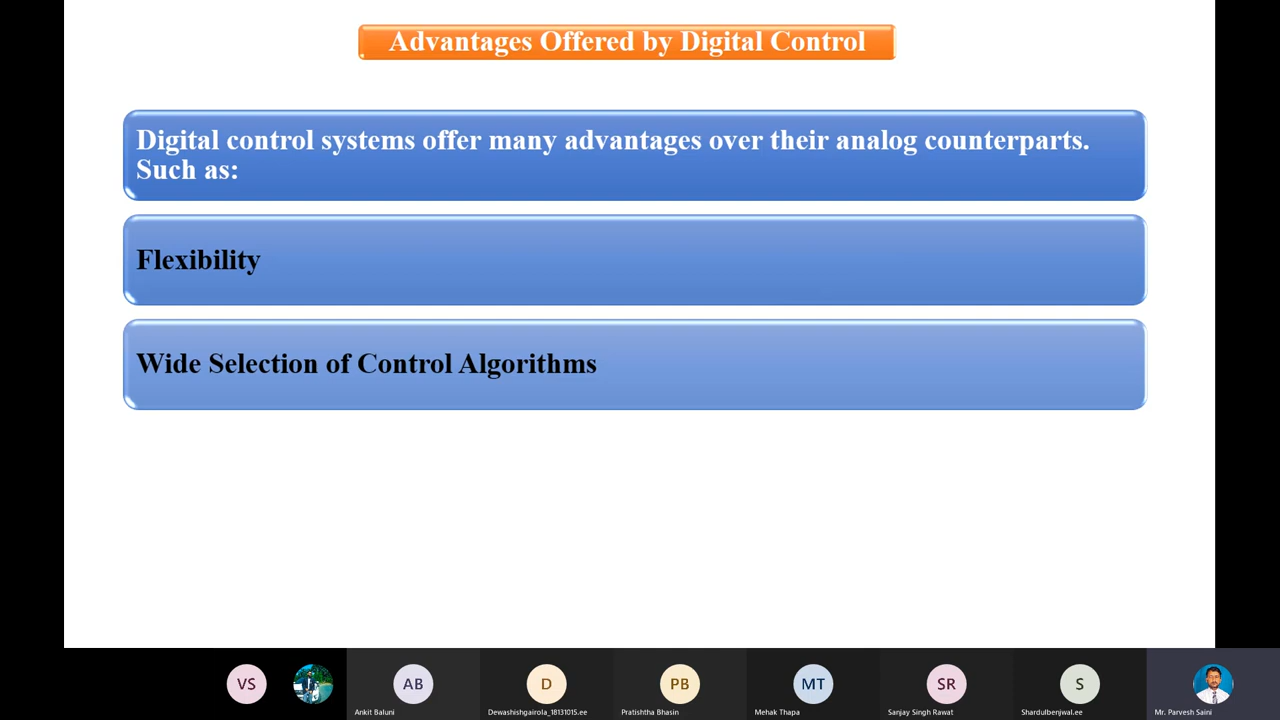 Advantages Offered by Digital Control
Digital control systems offer many advantages over their analog counterparts.
Such as:
Flexibility
Wide Selection of Control Algorithms
VS
AB
D
PB
MT
SR
S
Ankit Baluni
Dewashishgairola_18131015.ee
Pratishtha Bhasin
Mehak Thapa
Sanjay Singh Rawat
Shardulbenjwal.ee
Mr. Parvesh Saini